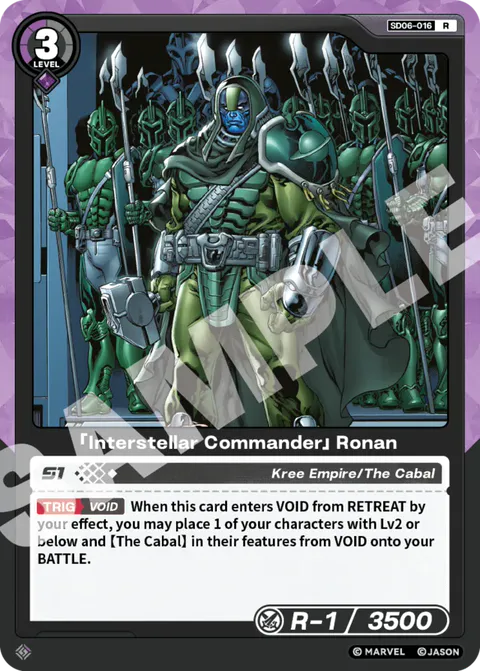 3
LEVEL
SD06-016 R
SAMPLE
「Interstellar Commander」 Ronan
S1
Kree Empire/The Cabal
TRIG VOID When this card enters VOID from RETREAT by
your effect, you may place 1 of your characters with Lv2 or
below and【The Cabal】in their features from VOID onto your
BATTLE.
R-1 / 3500
© MARVEL © JASON